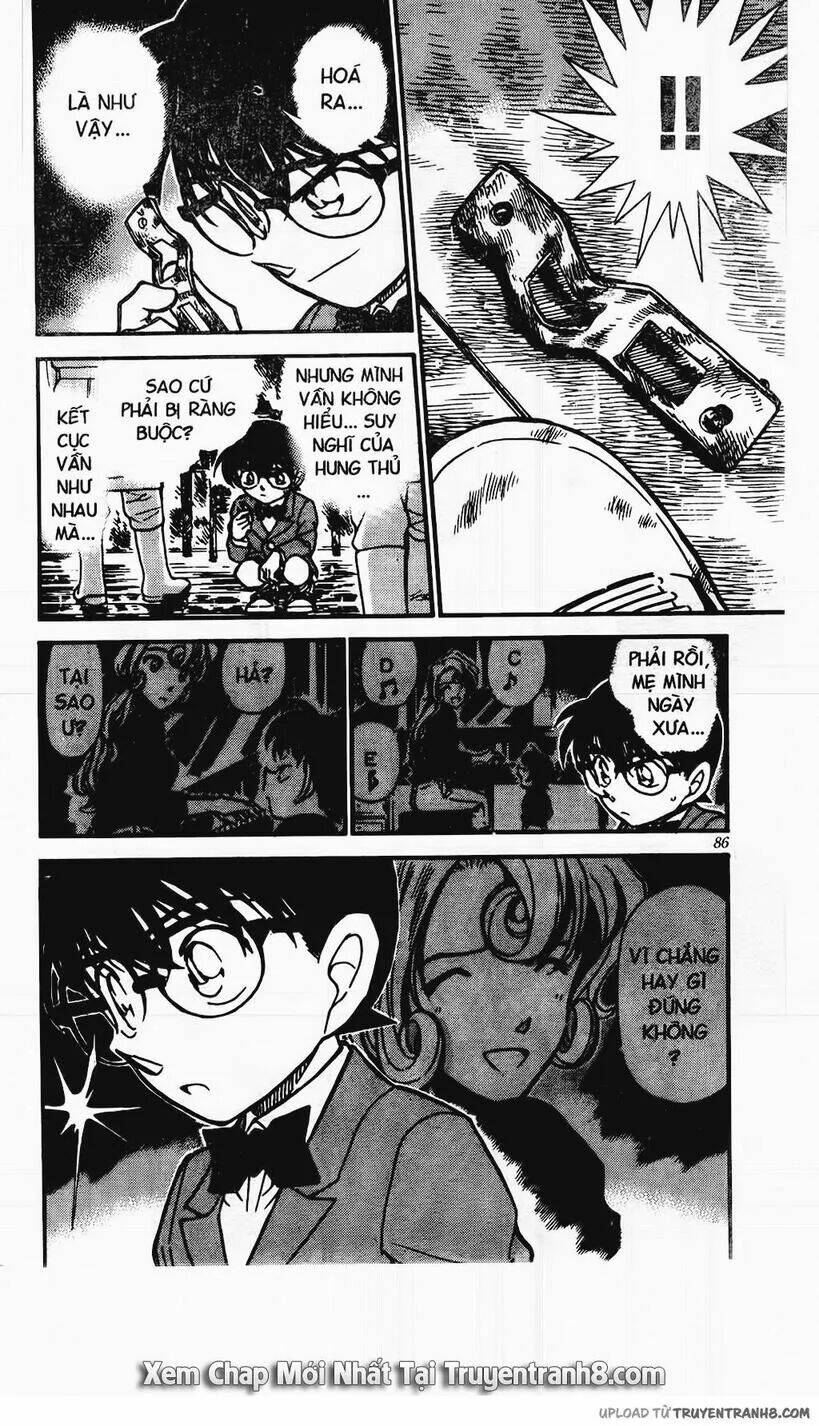 !!
HOÁ
RA...
LÀ NHƯ
VẬY...
NHƯNG MÌNH
VẪN KHÔNG
HIỂU... SUY
NGHĨ CỦA
HUNG THỦ
...
SAO CỨ
PHẢI BỊ RÀNG
BUỘC?
KẾT
CỤC
VẪN
NHƯ
NHAU
MÀ...
PHẢI RỒI,
MẸ MÌNH
NGÀY
XƯA...
C♪
D
♫
E♪
HẢ?
TẠI
SAO
Ư?
86
VÌ CHẲNG
HAY GÌ
ĐỨNG
KHÔNG
?
Xem Chap Mới Nhất Tại Truyentranh8.com
UPLOAD TỪ TRUYENTRANH8.COM